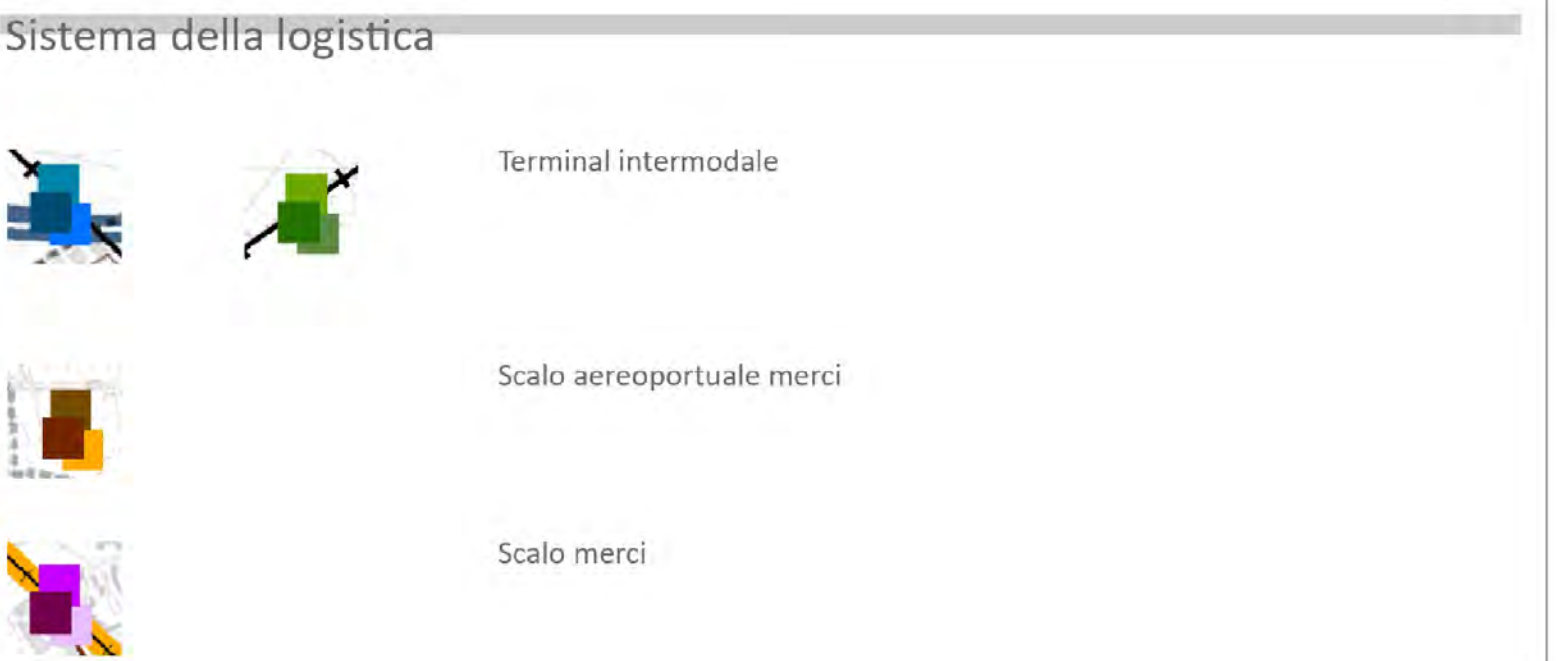 Sistema della logistica
Terminal intermodale
Scalo aereoportuale merci
Scalo merci